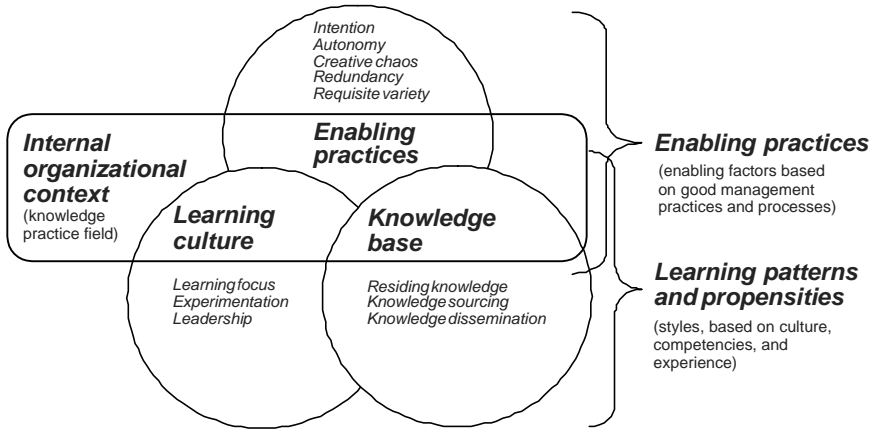 Intention
Autonomy
Creative chaos
Redundancy
Requisite variety
Internal
organizational
context
(knowledge
practice field)
Enabling
practices
Learning
culture
Knowledge
base
Learning focus
Experimentation
Leadership
Residing knowledge
Knowledge sourcing
Knowledge dissemination
Enabling practices
(enabling factors based
on good management
practices and processes)
Learning patterns
and propensities
(styles, based on culture,
competencies, and
experience)